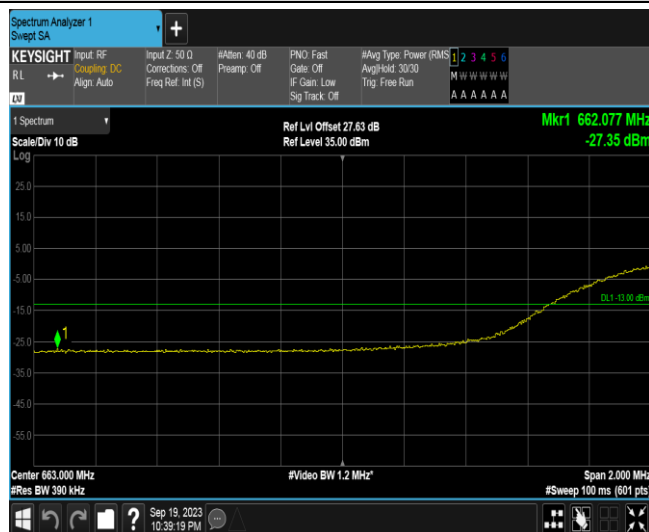 Spectrum Analyzer 1
Swept SA
+
KEYSIGHT
RL
LXI
Input: RF
Coupling: DC
Align: Auto
Input Z: 50 Ω
Corrections: Off
Freq Ref: Int (S)
#Atten: 40 dB
Preamp: Off
PNO: Fast
Gate: Off
IF Gain: Low
Sig Track: Off
#Avg Type: Power (RMS
Avg|Hold: 30/30
Trig: Free Run
1 2 3 4 5 6
M W W W W W
A A A A A A
1 Spectrum
Scale/Div 10 dB
Log
Ref Lvl Offset 27.63 dB
Ref Level 35.00 dBm
Mkr1 662.077 MHz
-27.35 dBm
25.0
15.0
5.00
-5.00
DL1 -13.00 dBm
-15.0
1
-25.0
-35.0
-45.0
-55.0
Center 663.000 MHz
#Video BW 1.2 MHz*
Span 2.000 MHz
#Res BW 390 kHz
#Sweep 100 ms (601 pts)
?
Sep 19, 2023
10:39:19 PM